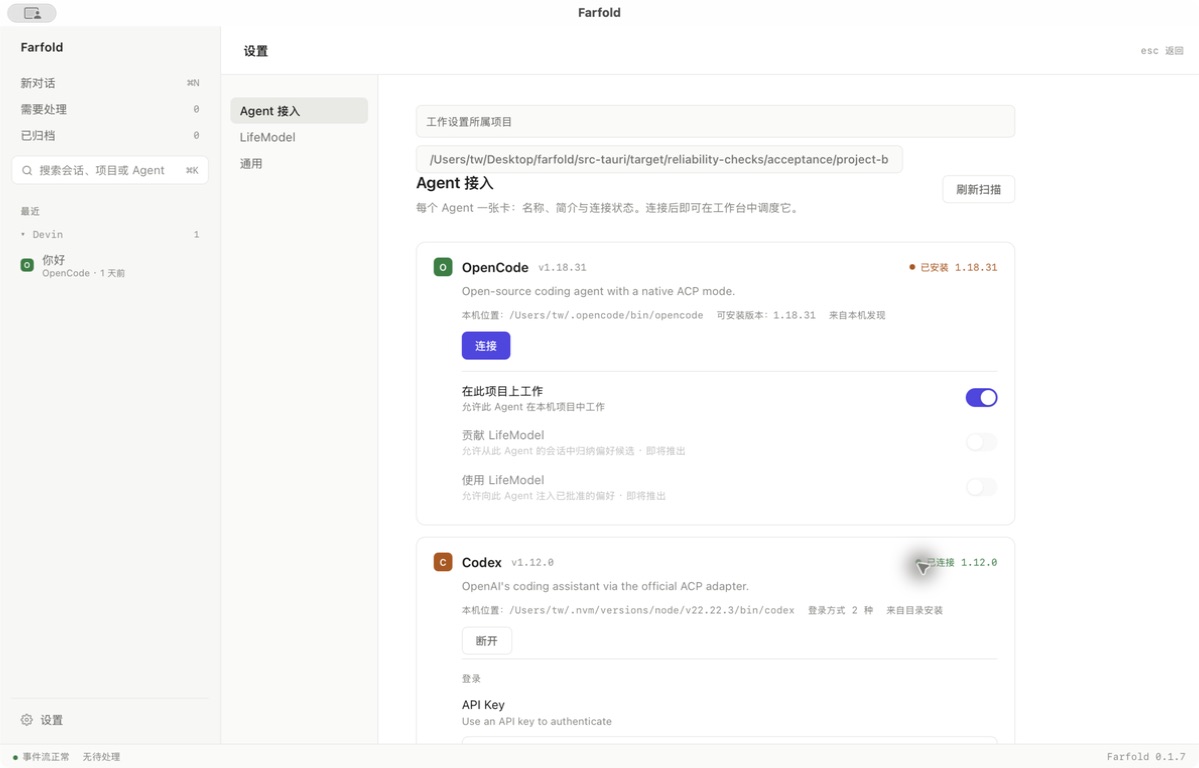 Farfold
Farfold
新对话 ⌘N
需要处理 0
已归档 0
搜索会话、项目或 Agent ⌘K
最近
• Devin 1
O 你好
OpenCode · 1 天前
设置
设置 esc 返回
Agent 接入
LifeModel
通用
工作设置所属项目
/Users/tw/Desktop/farfold/src-tauri/target/reliability-checks/acceptance/project-b
Agent 接入
每个 Agent 一张卡：名称、简介与连接状态。连接后即可在工作台中调度它。
刷新扫描
O OpenCode v1.18.31 已安装 1.18.31
Open-source coding agent with a native ACP mode.
本机位置: /Users/tw/.opencode/bin/opencode 可安装版本: 1.18.31 来自本机发现
连接
在此项目上工作
允许此 Agent 在本机项目中工作
贡献 LifeModel
允许从此 Agent 的会话中归纳偏好候选 · 即将推出
使用 LifeModel
允许向此 Agent 注入已批准的偏好 · 即将推出
C Codex v1.12.0 已连接 1.12.0
OpenAI's coding assistant via the official ACP adapter.
本机位置: /Users/tw/.nvm/versions/node/v22.22.3/bin/codex 登录方式 2 种 来自目录安装
断开
登录
API Key
Use an API key to authenticate
事件流正常 无待处理 Farfold 0.1.7